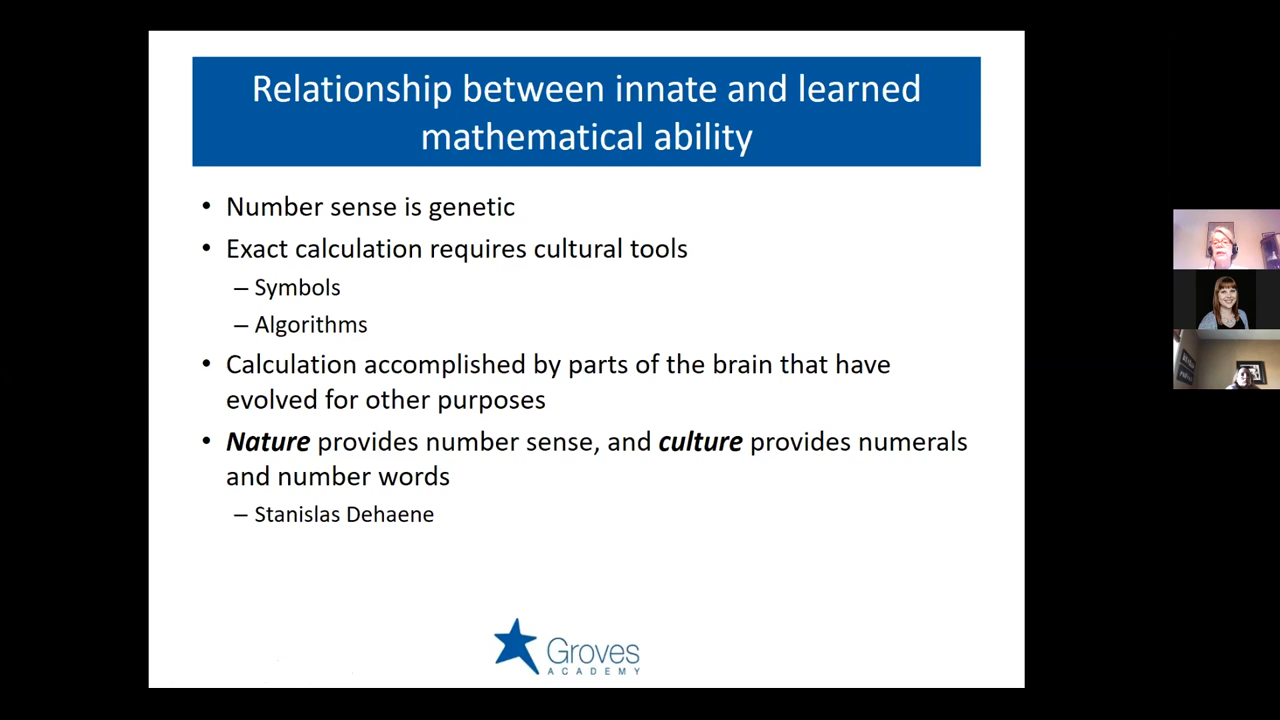 Relationship between innate and learned
mathematical ability
• Number sense is genetic
• Exact calculation requires cultural tools
– Symbols
– Algorithms
• Calculation accomplished by parts of the brain that have
evolved for other purposes
• Nature provides number sense, and culture provides numerals
and number words
– Stanislas Dehaene
Groves
ACADEMY